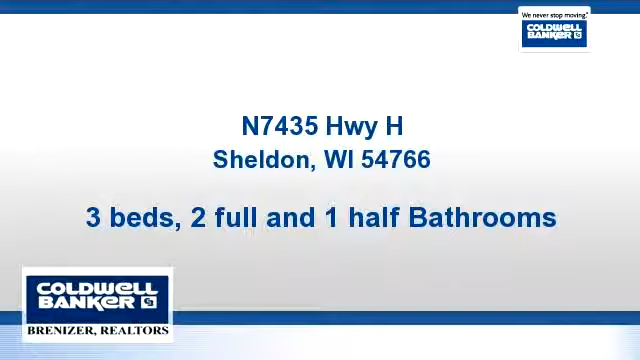 We never stop moving.®
COLDWELL
BANKER
N7435 Hwy H
Sheldon, WI 54766
3 beds, 2 full and 1 half Bathrooms
COLDWELL
BANKER
BRENIZER, REALTORS